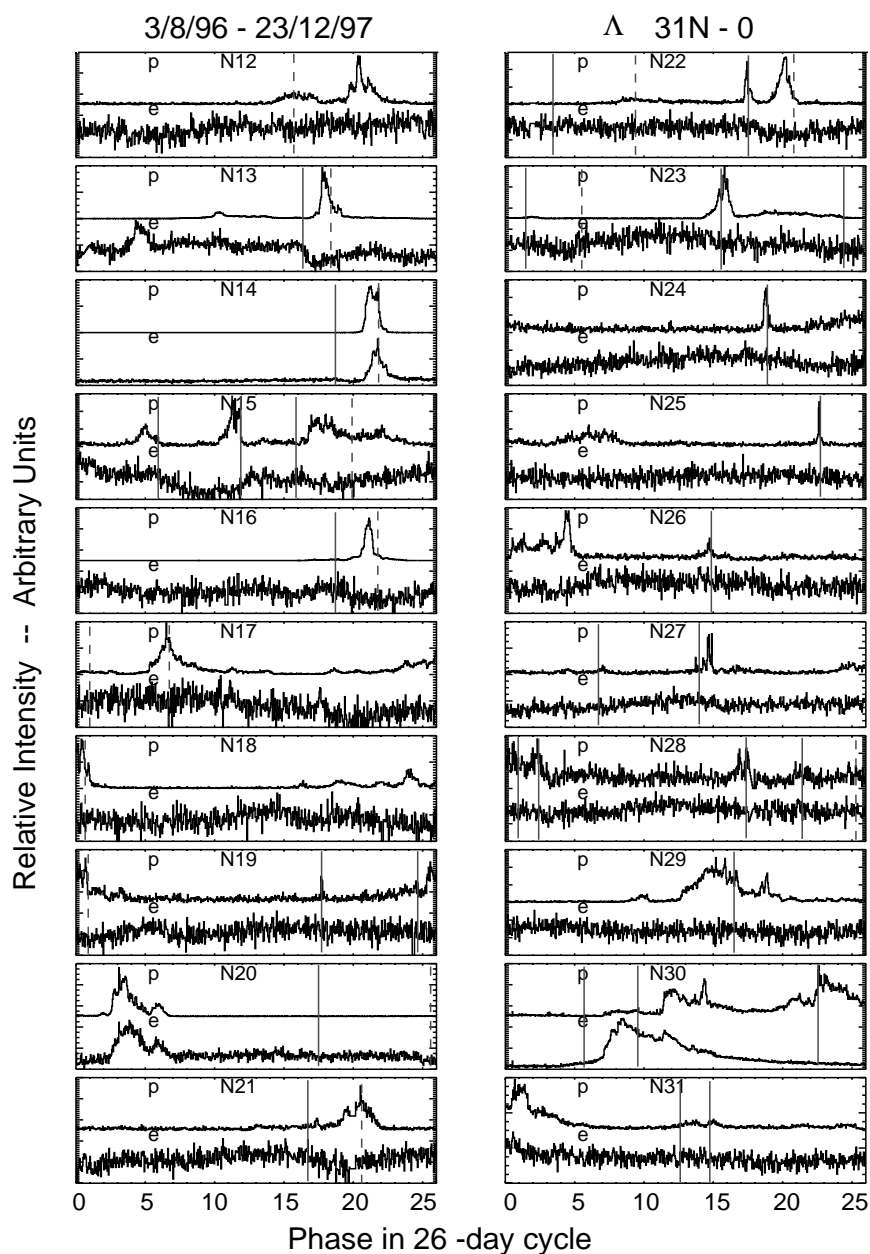 3/8/96 - 23/12/97
Λ 31N - 0
p N12
e
p N13
e
p N14
e
p N15
e
p N16
e
p N17
e
p N18
e
p N19
e
p N20
e
p N21
e
0 5 10 15 20 25
p N22
e
p N23
e
p N24
e
p N25
e
p N26
e
p N27
e
p N28
e
p N29
e
p N30
e
p N31
e
0 5 10 15 20 25
Relative Intensity -- Arbitrary Units
Phase in 26 -day cycle